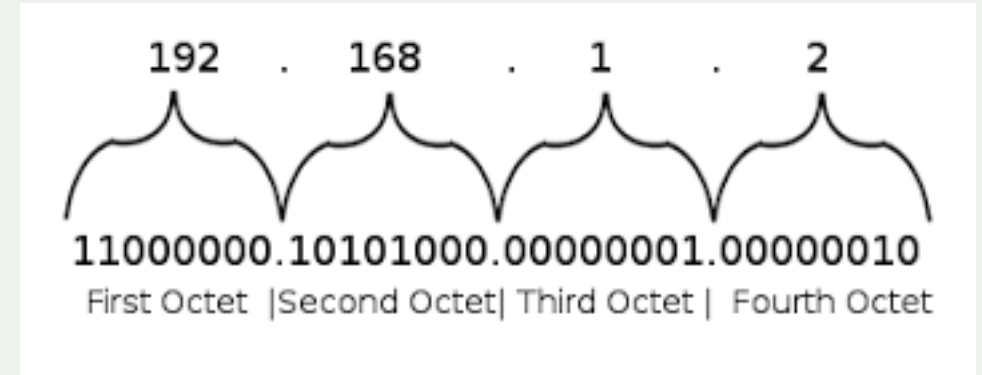 192 . 168 . 1 . 2
11000000.10101000.00000001.00000010
First Octet |Second Octet| Third Octet | Fourth Octet